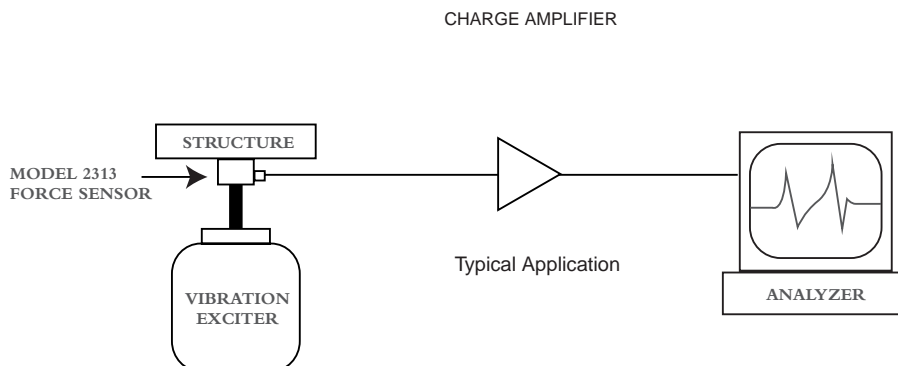 CHARGE AMPLIFIER
STRUCTURE
MODEL 2313
FORCE SENSOR
Typical Application
VIBRATION
EXCITER
ANALYZER